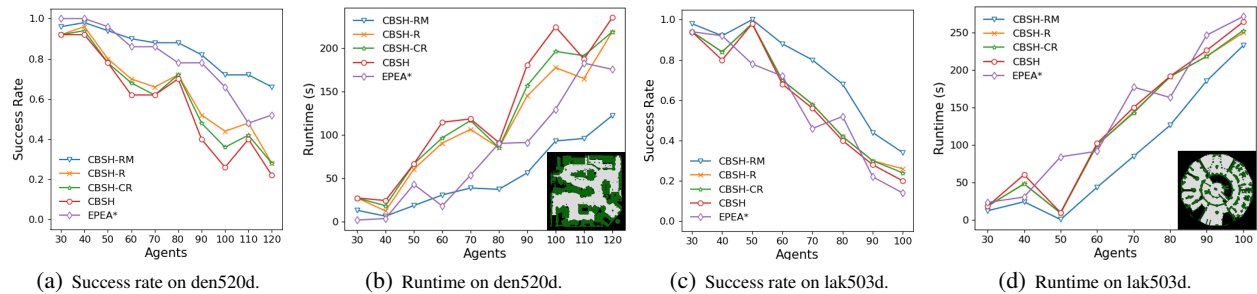 Success Rate
1.0
0.8
0.6
0.4
0.2
0.0
CBSH-RM
CBSH-R
CBSH-CR
CBSH
EPEA*
30 40 50 60 70 80 90 100 110 120
Agents
(a) Success rate on den520d.
Runtime (s)
200
150
100
50
0
CBSH-RM
CBSH-R
CBSH-CR
CBSH
EPEA*
30 40 50 60 70 80 90 100 110 120
Agents
(b) Runtime on den520d.
Success Rate
1.0
0.8
0.6
0.4
0.2
0.0
CBSH-RM
CBSH-R
CBSH-CR
CBSH
EPEA*
30 40 50 60 70 80 90 100
Agents
(c) Success rate on lak503d.
Runtime (s)
250
200
150
100
50
0
CBSH-RM
CBSH-R
CBSH-CR
CBSH
EPEA*
30 40 50 60 70 80 90 100
Agents
(d) Runtime on lak503d.